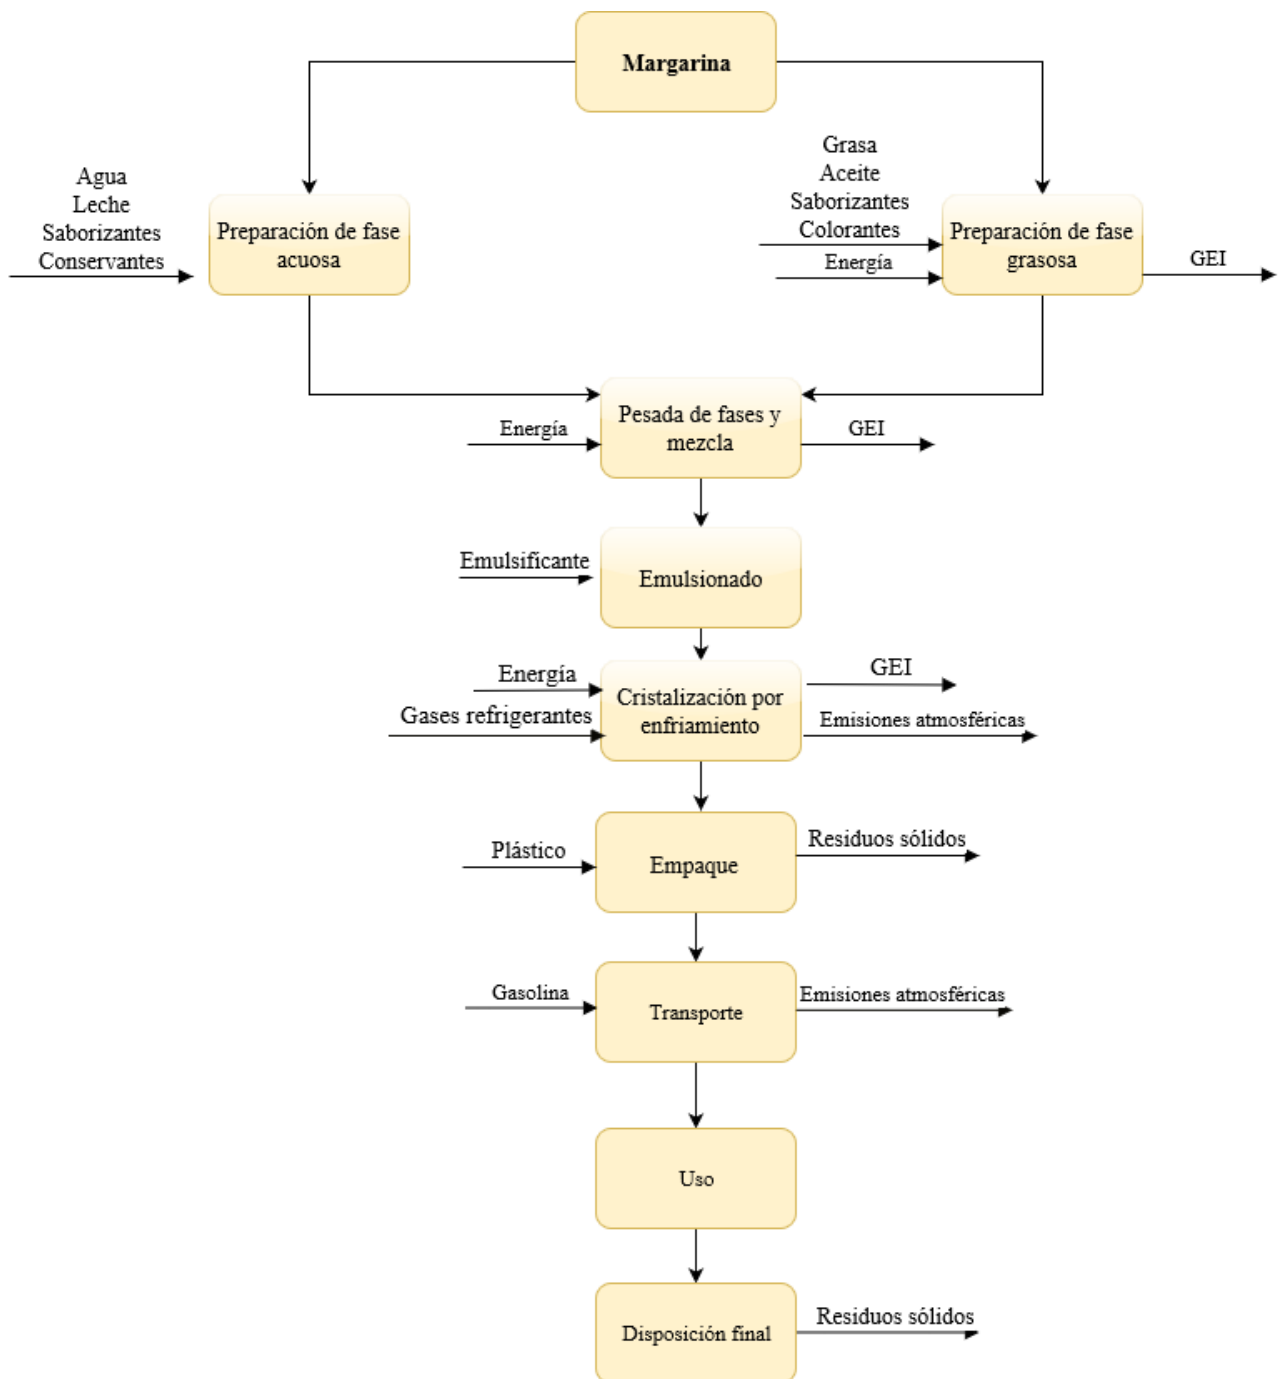 Margarina
Agua
Leche
Saborizantes
Conservantes
Preparación de fase
acuosa
Grasa
Aceite
Saborizantes
Colorantes
Energía
Preparación de fase
grasosa
GEI
Energía
Pesada de fases y
mezcla
GEI
Emulsificante
Emulsionado
Energía
Gases refrigerantes
Cristalización por
enfriamiento
GEI
Emisiones atmosféricas
Plástico
Empaque
Residuos sólidos
Gasolina
Transporte
Emisiones atmosféricas
Uso
Disposición final
Residuos sólidos